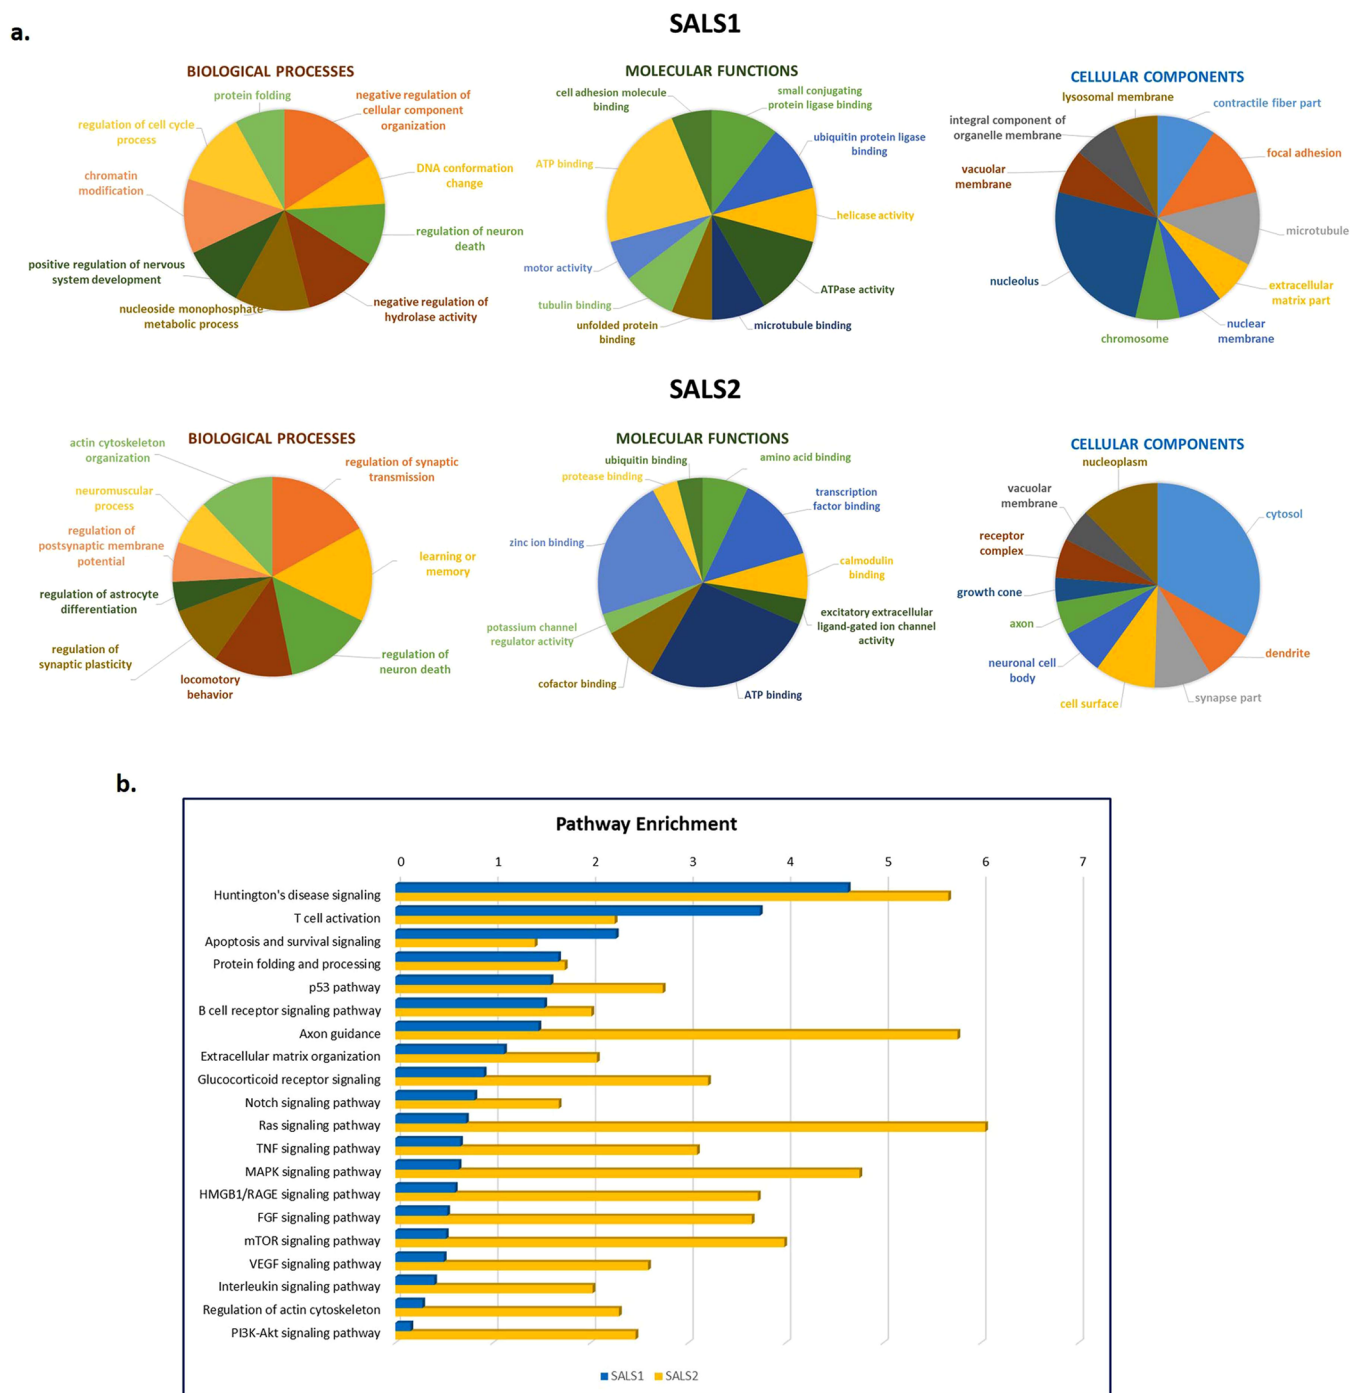 a.
SALS1
BIOLOGICAL PROCESSES
protein folding
negative regulation of
cellular component
organization
regulation of cell cycle
process
DNA conformation
change
chromatin
modification
regulation of neuron
death
positive regulation of nervous
system development
negative regulation of
hydrolase activity
nucleoside monophosphate
metabolic process
MOLECULAR FUNCTIONS
cell adhesion molecule
binding
small conjugating
protein ligase binding
ubiquitin protein ligase
binding
ATP binding
helicase activity
motor activity
ATPase activity
tubulin binding
unfolded protein
binding
microtubule binding
CELLULAR COMPONENTS
lysosomal membrane
contractile fiber part
integral component of
organelle membrane
focal adhesion
vacuolar
membrane
microtubule
nucleolus
extracellular
matrix part
nuclear
membrane
chromosome
SALS2
BIOLOGICAL PROCESSES
actin cytoskeleton
organization
regulation of synaptic
transmission
neuromuscular
process
regulation of
postsynaptic membrane
potential
learning or
memory
regulation of astrocyte
differentiation
regulation of
synaptic plasticity
regulation of
neuron death
locomotory
behavior
MOLECULAR FUNCTIONS
ubiquitin binding
amino acid binding
protease binding
transcription
factor binding
zinc ion binding
calmodulin
binding
excitatory extracellular
ligand-gated ion channel
activity
potassium channel
regulator activity
cofactor binding
ATP binding
CELLULAR COMPONENTS
nucleoplasm
vacuolar
membrane
cytosol
receptor
complex
growth cone
axon
dendrite
neuronal cell
body
synapse part
cell surface
b.
Pathway Enrichment
0 1 2 3 4 5 6 7
Huntington's disease signaling
T cell activation
Apoptosis and survival signaling
Protein folding and processing
p53 pathway
B cell receptor signaling pathway
Axon guidance
Extracellular matrix organization
Glucocorticoid receptor signaling
Notch signaling pathway
Ras signaling pathway
TNF signaling pathway
MAPK signaling pathway
HMGB1/RAGE signaling pathway
FGF signaling pathway
mTOR signaling pathway
VEGF signaling pathway
Interleukin signaling pathway
Regulation of actin cytoskeleton
PI3K-Akt signaling pathway
SALS1 SALS2